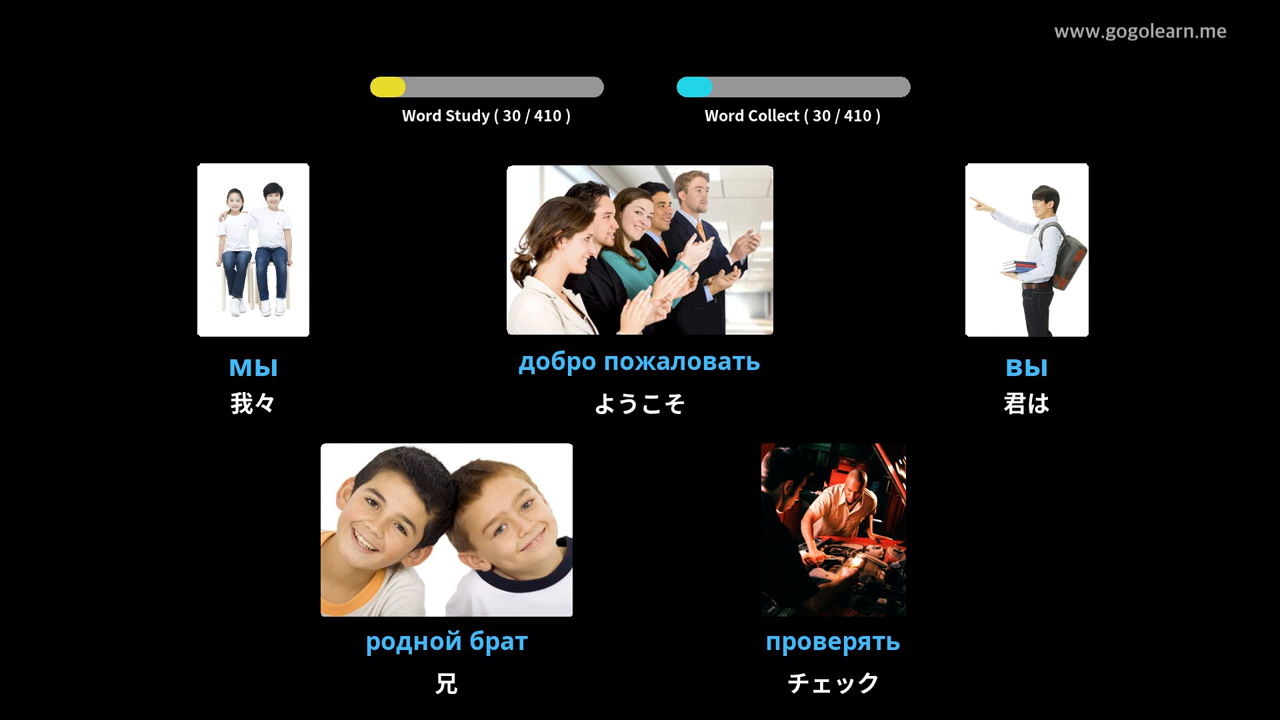 www.gogolearn.me
Word Study ( 30 / 410 )
Word Collect ( 30 / 410 )
мы
我々
добро пожаловать
ようこそ
вы
君は
родной брат
兄
проверять
チェック